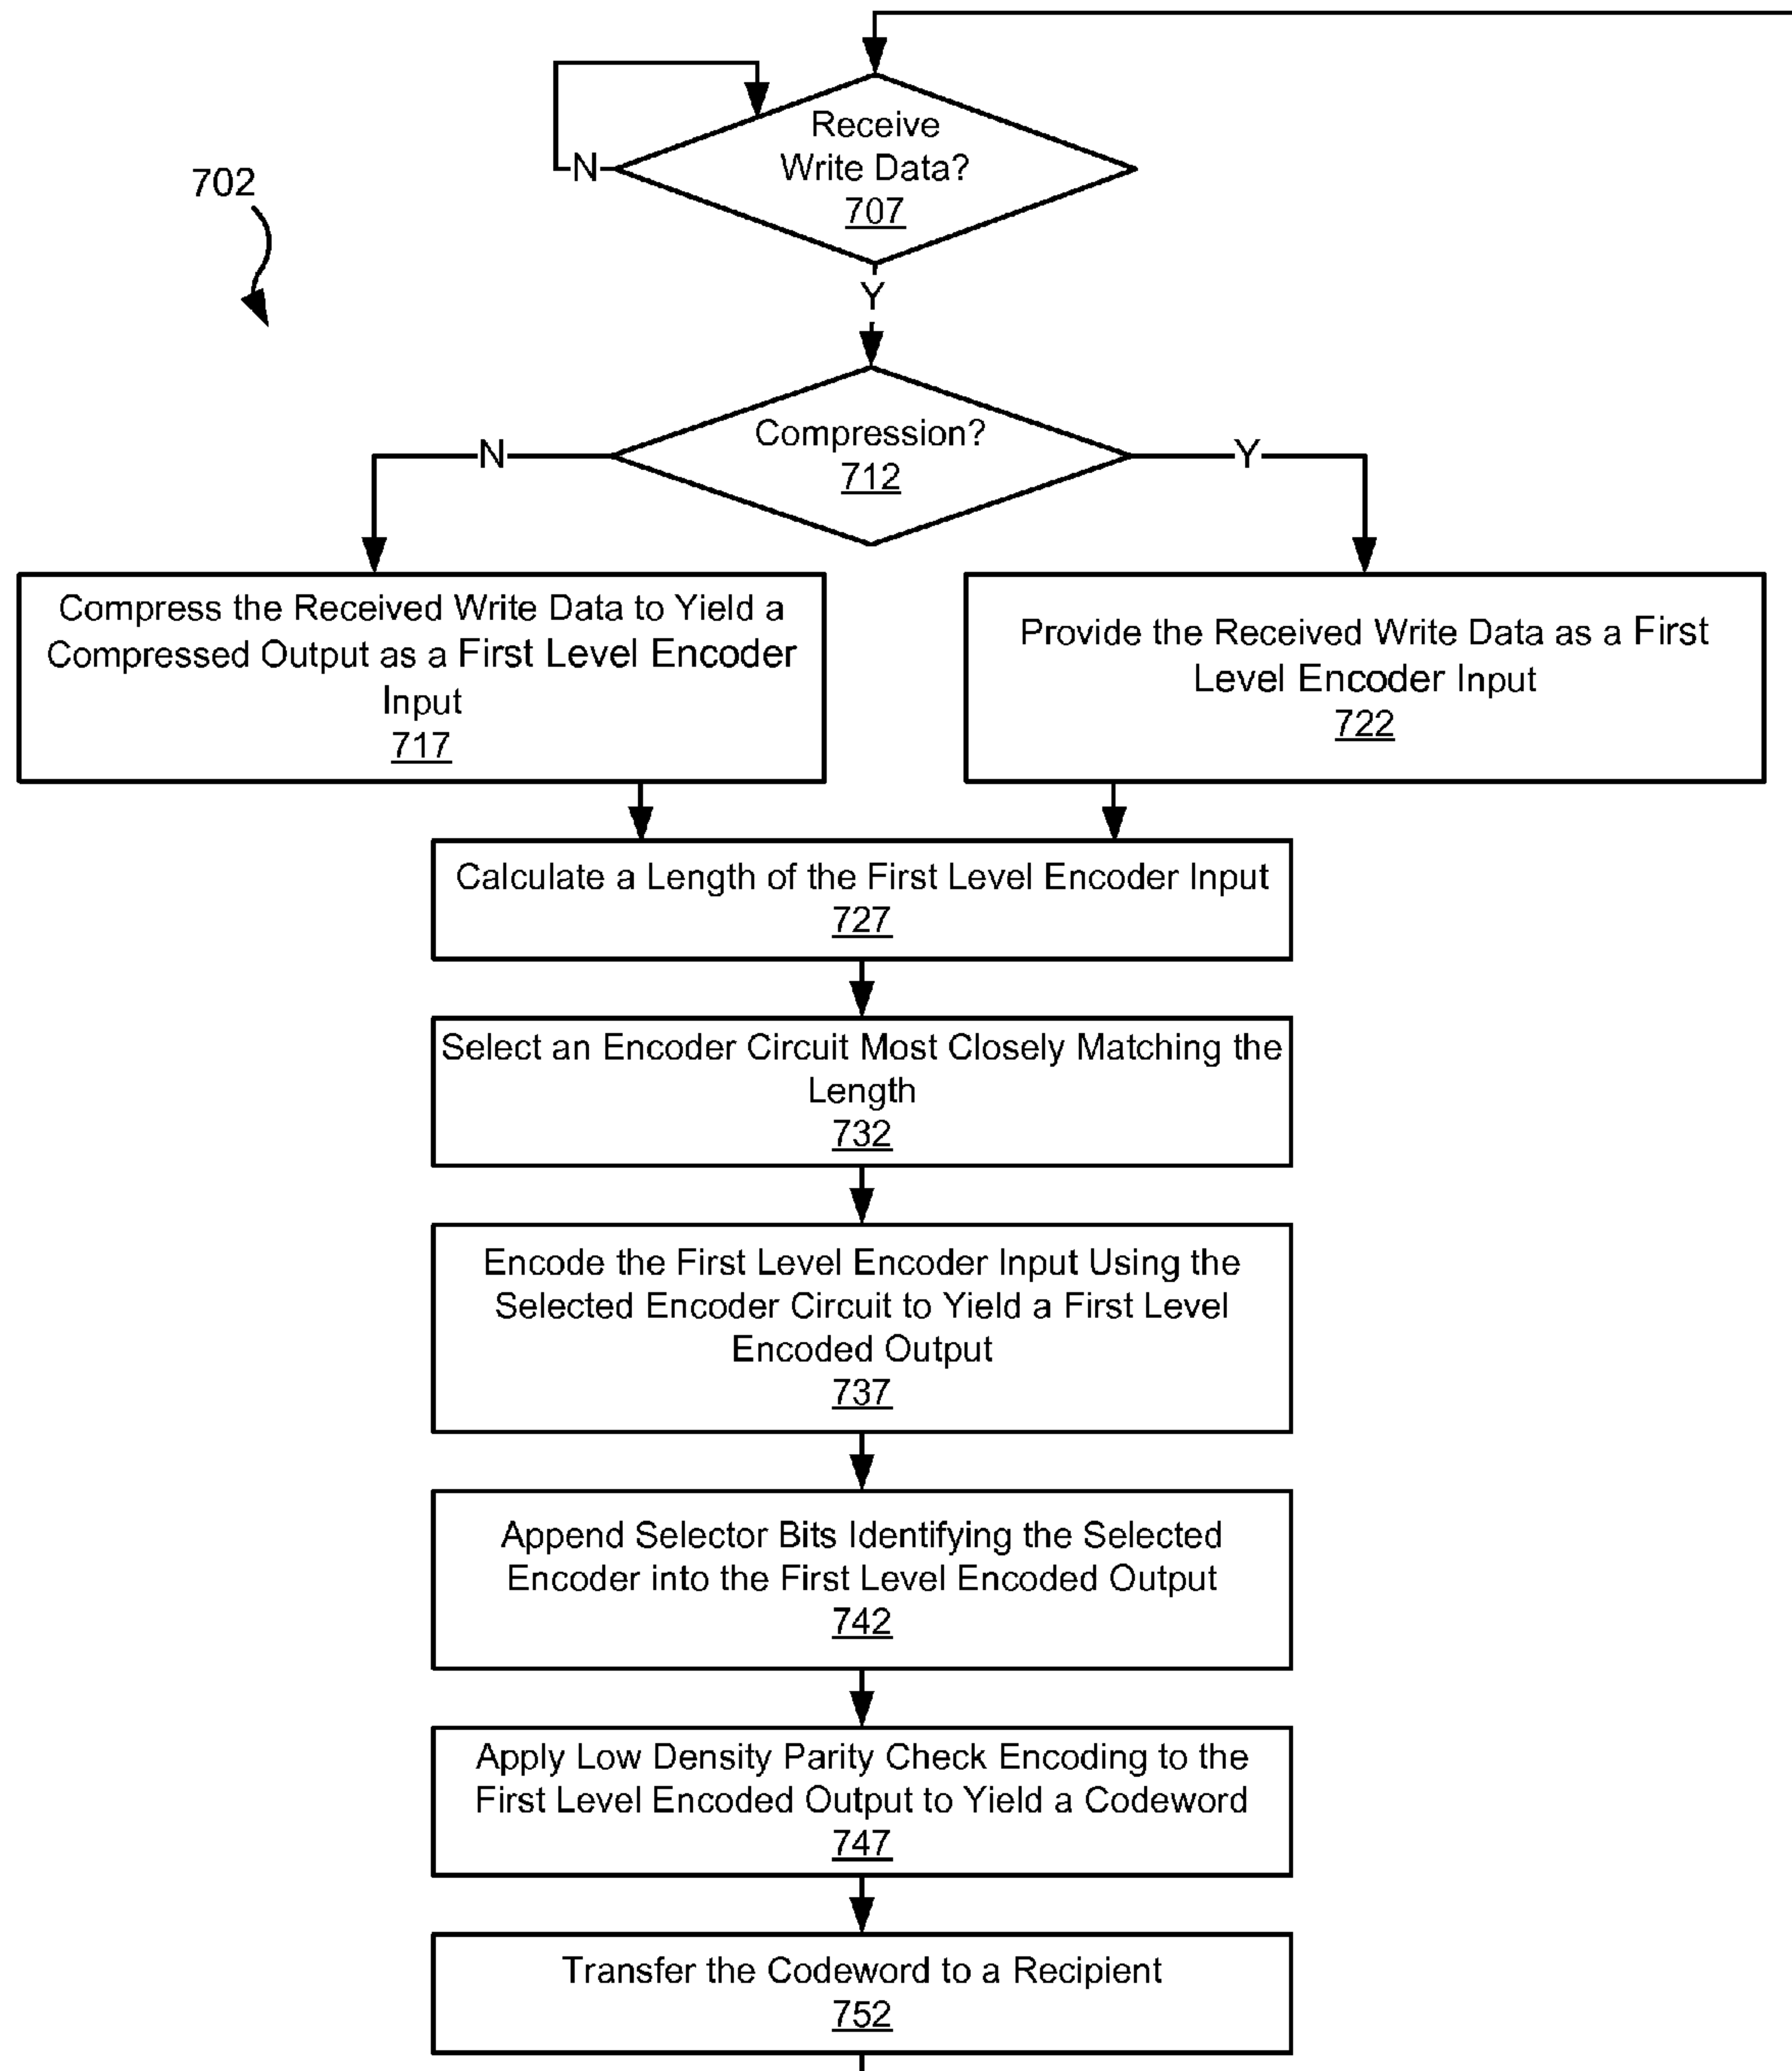 Receive
Write Data?
707
N
702
Y
Compression?
712
N
Y
Compress the Received Write Data to Yield a
Compressed Output as a First Level Encoder
Input
717
Provide the Received Write Data as a First
Level Encoder Input
722
Calculate a Length of the First Level Encoder Input
727
Select an Encoder Circuit Most Closely Matching the
Length
732
Encode the First Level Encoder Input Using the
Selected Encoder Circuit to Yield a First Level
Encoded Output
737
Append Selector Bits Identifying the Selected
Encoder into the First Level Encoded Output
742
Apply Low Density Parity Check Encoding to the
First Level Encoded Output to Yield a Codeword
747
Transfer the Codeword to a Recipient
752